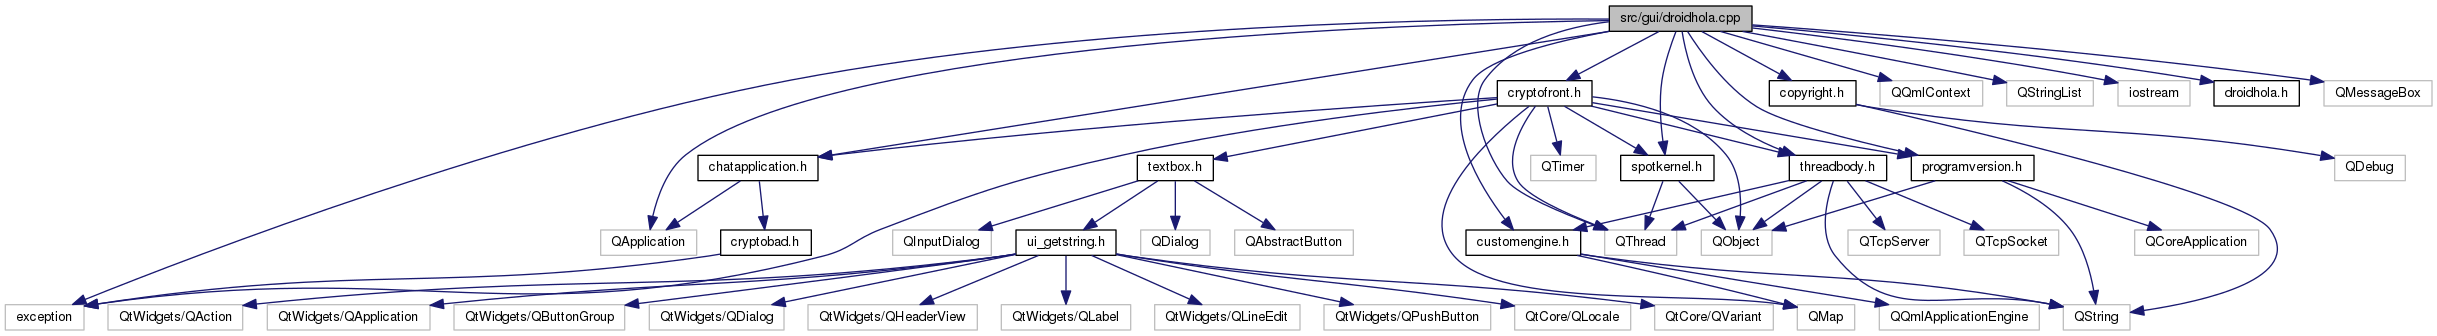 src/gui/droidhola.cpp
cryptofront.h
copyright.h
QQmlContext
QStringList
iostream
droidhola.h
QMessageBox
chatapplication.h
textbox.h
QTimer
spotkernel.h
threadbody.h
programversion.h
QDebug
QApplication
cryptobad.h
QInputDialog
ui_getstring.h
QDialog
QAbstractButton
customengine.h
QThread
QObject
QTcpServer
QTcpSocket
QCoreApplication
exception
QtWidgets/QAction
QtWidgets/QApplication
QtWidgets/QButtonGroup
QtWidgets/QDialog
QtWidgets/QHeaderView
QtWidgets/QLabel
QtWidgets/QLineEdit
QtWidgets/QPushButton
QtCore/QLocale
QtCore/QVariant
QMap
QQmlApplicationEngine
QString